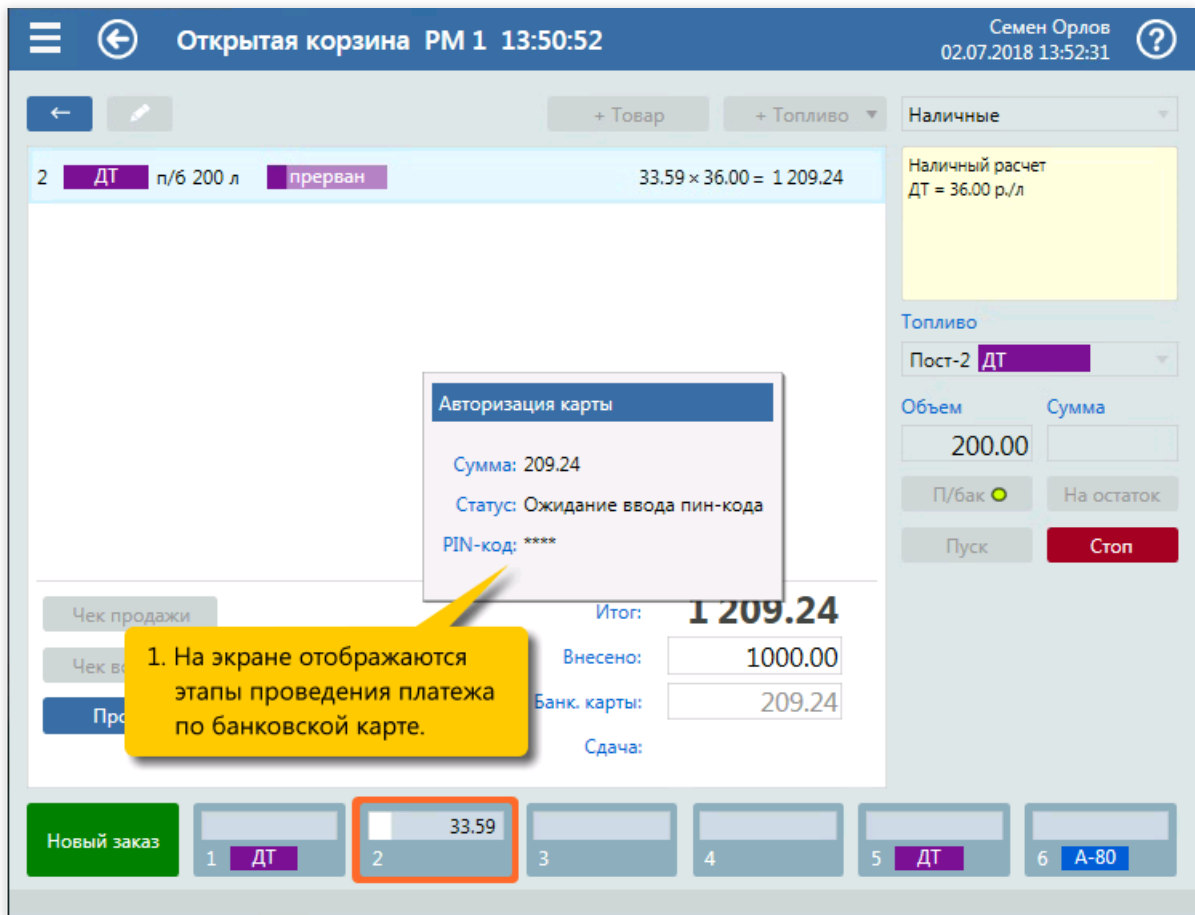 Открытая корзина РМ 1 13:50:52
Семен Орлов
02.07.2018 13:52:31
?
+ Товар
+ Топливо
Наличные
2 ДТ п/б 200 л прерван 33.59 × 36.00 = 1 209.24
Наличный расчет
ДТ = 36.00 р./л
Топливо
Пост-2 ДТ
Объем Сумма
200.00
П/бак На остаток
Пуск Стоп
Авторизация карты
Сумма: 209.24
Статус: Ожидание ввода пин-кода
PIN-код: ****
Чек продажи
Чек
1. На экране отображаются
этапы проведения платежа
по банковской карте.
Итог: 1 209.24
Внесено: 1000.00
Банк. карты: 209.24
Сдача:
Новый заказ
1 ДТ
33.59
2
3
4
5 ДТ
6 А-80